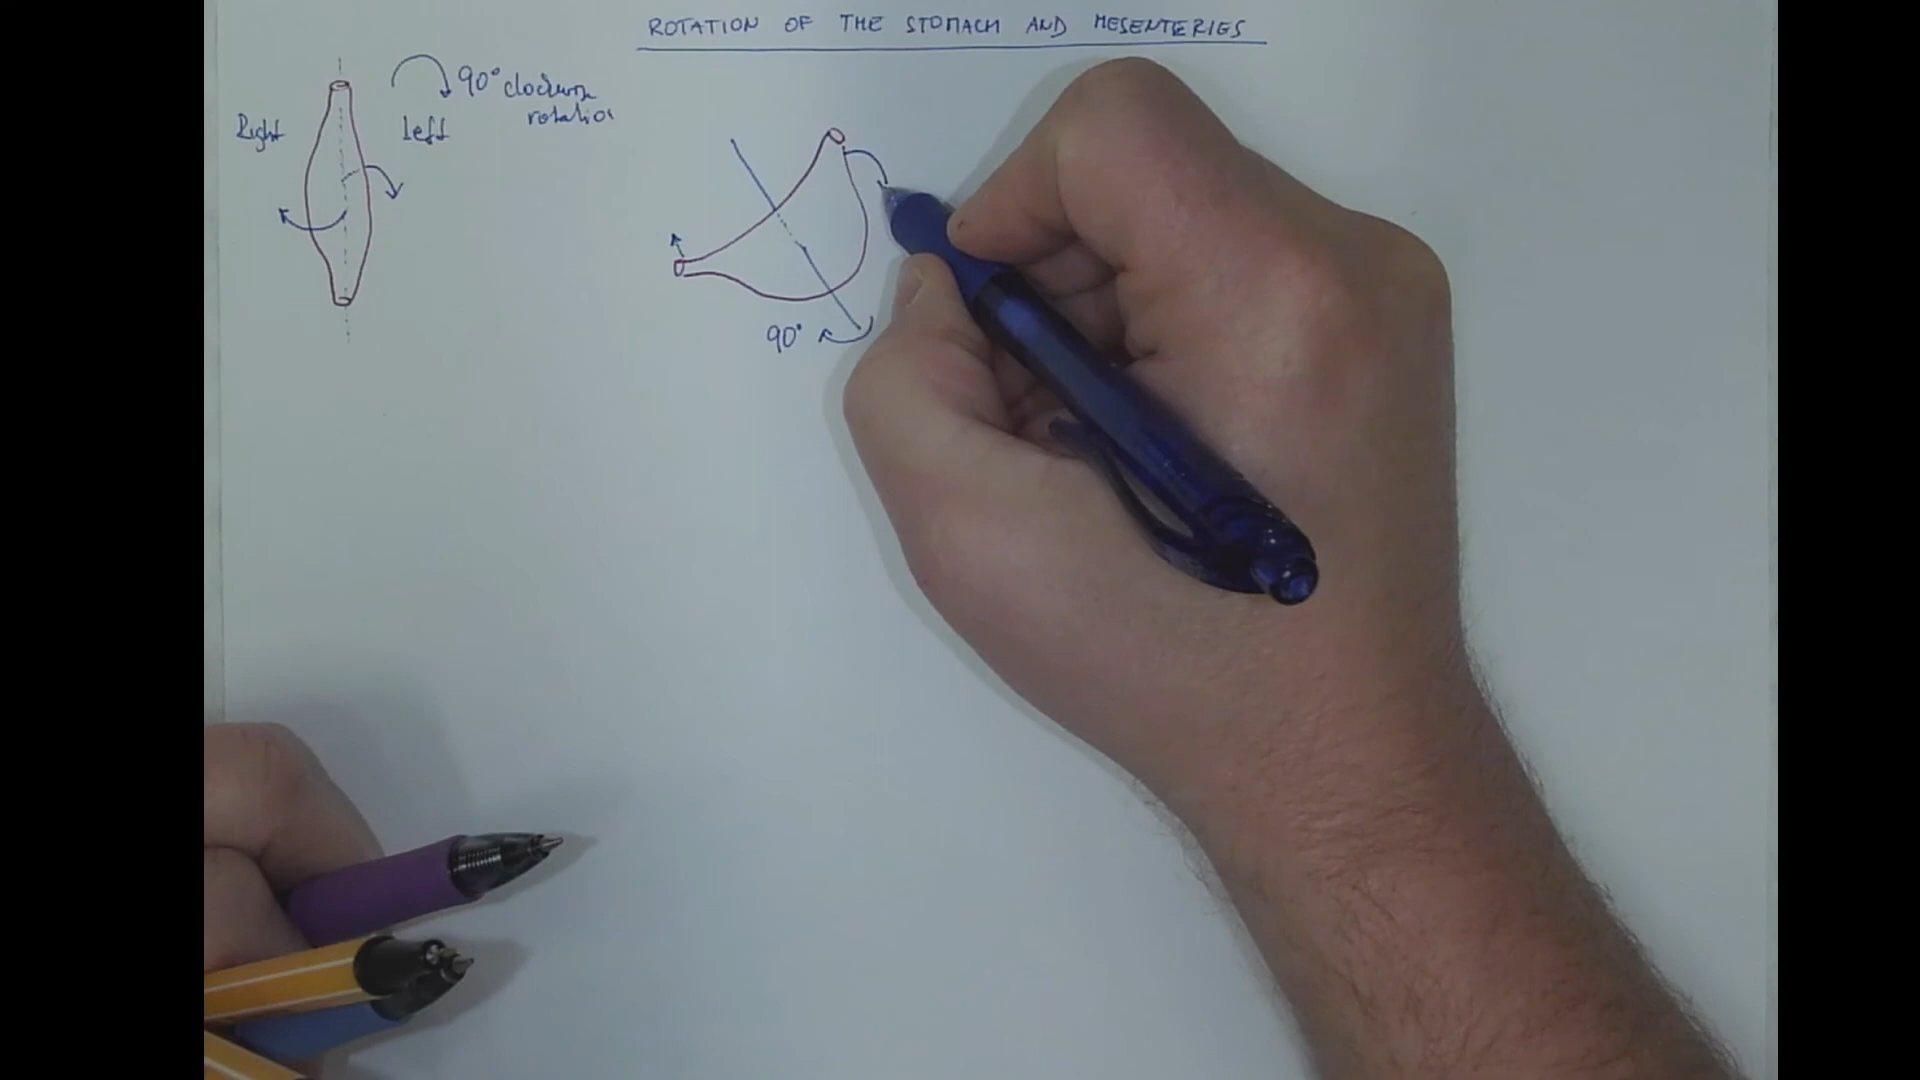 ROTATION OF THE STOMACH AND MESENTERIES
90° clockwise
rotation
Right
Left
90°